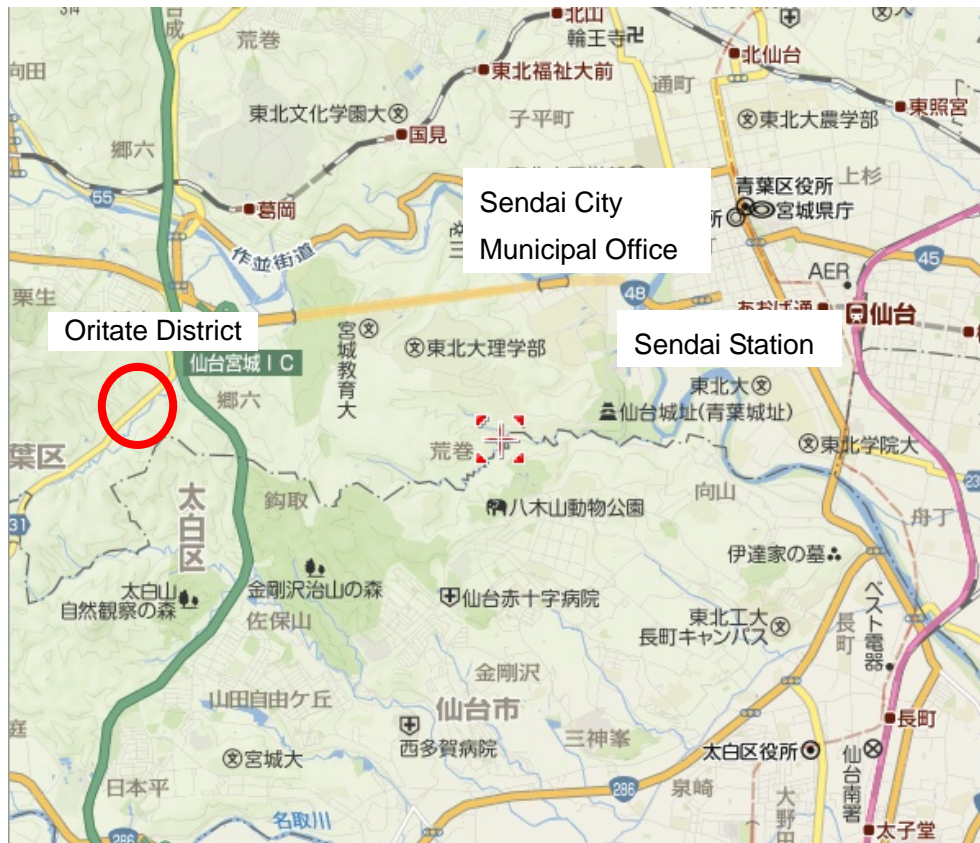 314
台
成
荒巻
北山
輪王寺
北仙台
向田
東北福祉大前
通町
東照宮
東北文化学園大
国見
子平町
東北大農学部
郷六
上杉
青葉区役所
宮城県庁
所
55
葛岡
Sendai City
Municipal Office
作並街道
三
45
栗生
AER
48
あおば通
仙台
Oritate District
宮城教育大
東北大理学部
Sendai Station
仙台宮城IC
郷六
東北大
仙台城址(青葉城址)
葉区
荒巻
東北学院大
太白区
鈎取
向山
23
31
八木山動物公園
舟丁
伊達家の墓
太白山
自然観察の森
金剛沢治山の森
仙台赤十字病院
ベスト電器
佐保山
東北工大
長町キャンパス
長町
金剛沢
山田自由ケ丘
仙台市
長町
庭
西多賀病院
三神峯
太白区役所
仙台南署
宮城大
日本平
286
泉崎
大野田
名取川
286
太子堂